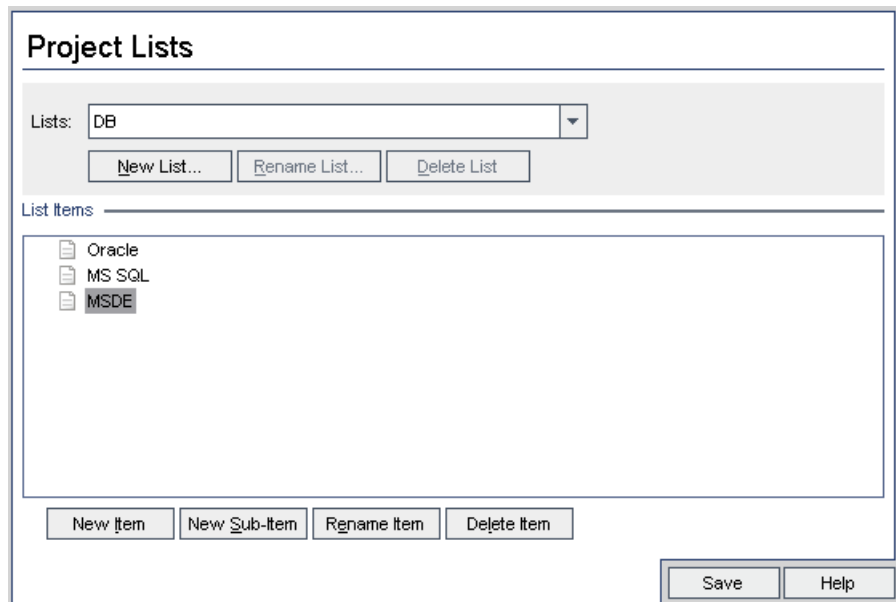 Project Lists
Lists: DB
New List... Rename List... Delete List
List Items
Oracle
MS SQL
MSDE
New Item New Sub-Item Rename Item Delete Item
Save Help